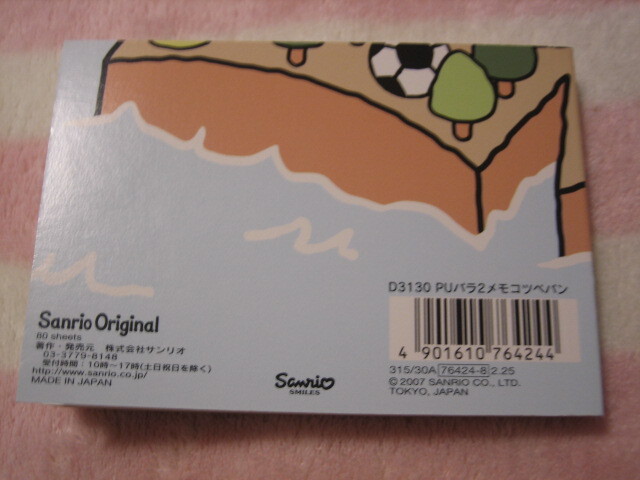 D3130 PUパラ2メモコツペパン
4 901610 764244
315/30A 76424-8 2.25
© 2007 SANRIO CO., LTD.
TOKYO, JAPAN
Sanrio Original
80 sheets
著作・発売元 株式会社サンリオ
03-3779-8148
受付時間：10時～17時(土日祝日を除く)
http://www.sanrio.co.jp/
MADE IN JAPAN
Sanrio
SMILES